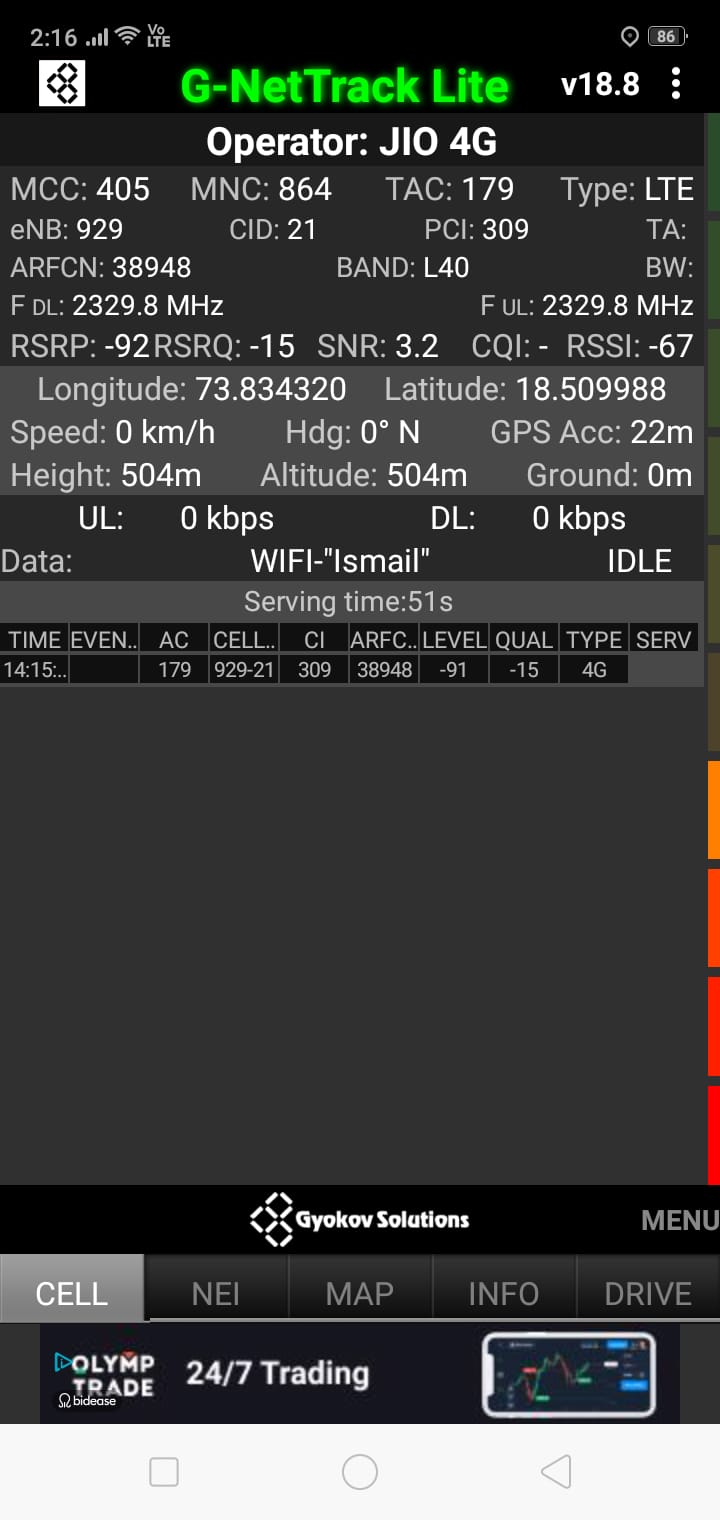 2:16 Vo LTE 86
G-NetTrack Lite v18.8
Operator: JIO 4G
MCC: 405 MNC: 864 TAC: 179 Type: LTE
eNB: 929 CID: 21 PCI: 309 TA:
ARFCN: 38948 BAND: L40 BW:
F DL: 2329.8 MHz F UL: 2329.8 MHz
RSRP: -92 RSRQ: -15 SNR: 3.2 CQI: - RSSI: -67
Longitude: 73.834320 Latitude: 18.509988
Speed: 0 km/h Hdg: 0° N GPS Acc: 22m
Height: 504m Altitude: 504m Ground: 0m
UL: 0 kbps DL: 0 kbps
Data: WIFI-"Ismail" IDLE
Serving time:51s
TIME EVEN.. AC CELL.. CI ARFC.. LEVEL QUAL TYPE SERV
14:15:.. 179 929-21 309 38948 -91 -15 4G
Gyokov Solutions MENU
CELL NEI MAP INFO DRIVE
OLYMP TRADE 24/7 Trading
bidease